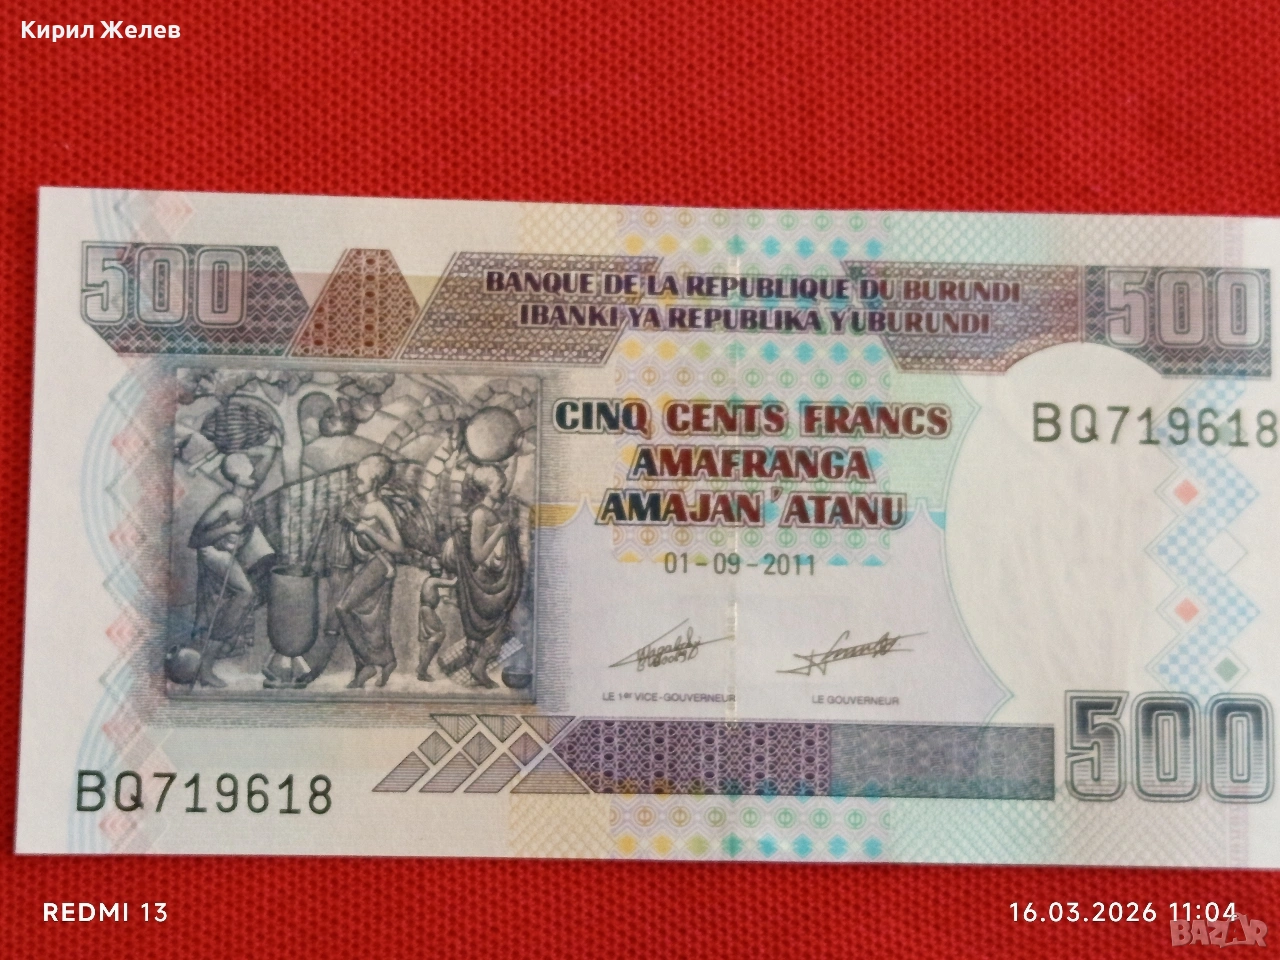 Кирил Желев
500
BANQUE DE LA REPUBLIQUE DU BURUNDI
500
IBANKI YA REPUBLIKA Y'UBURUNDI
CINQ CENTS FRANCS
BQ719618
AMAFRANGA
AMAJAN'ATANU
01-09-2011
LE 1er VICE-GOUVERNEUR
LE GOUVERNEUR
500
BQ719618
REDMI 13
16.03.2026 11:04
BAZAR